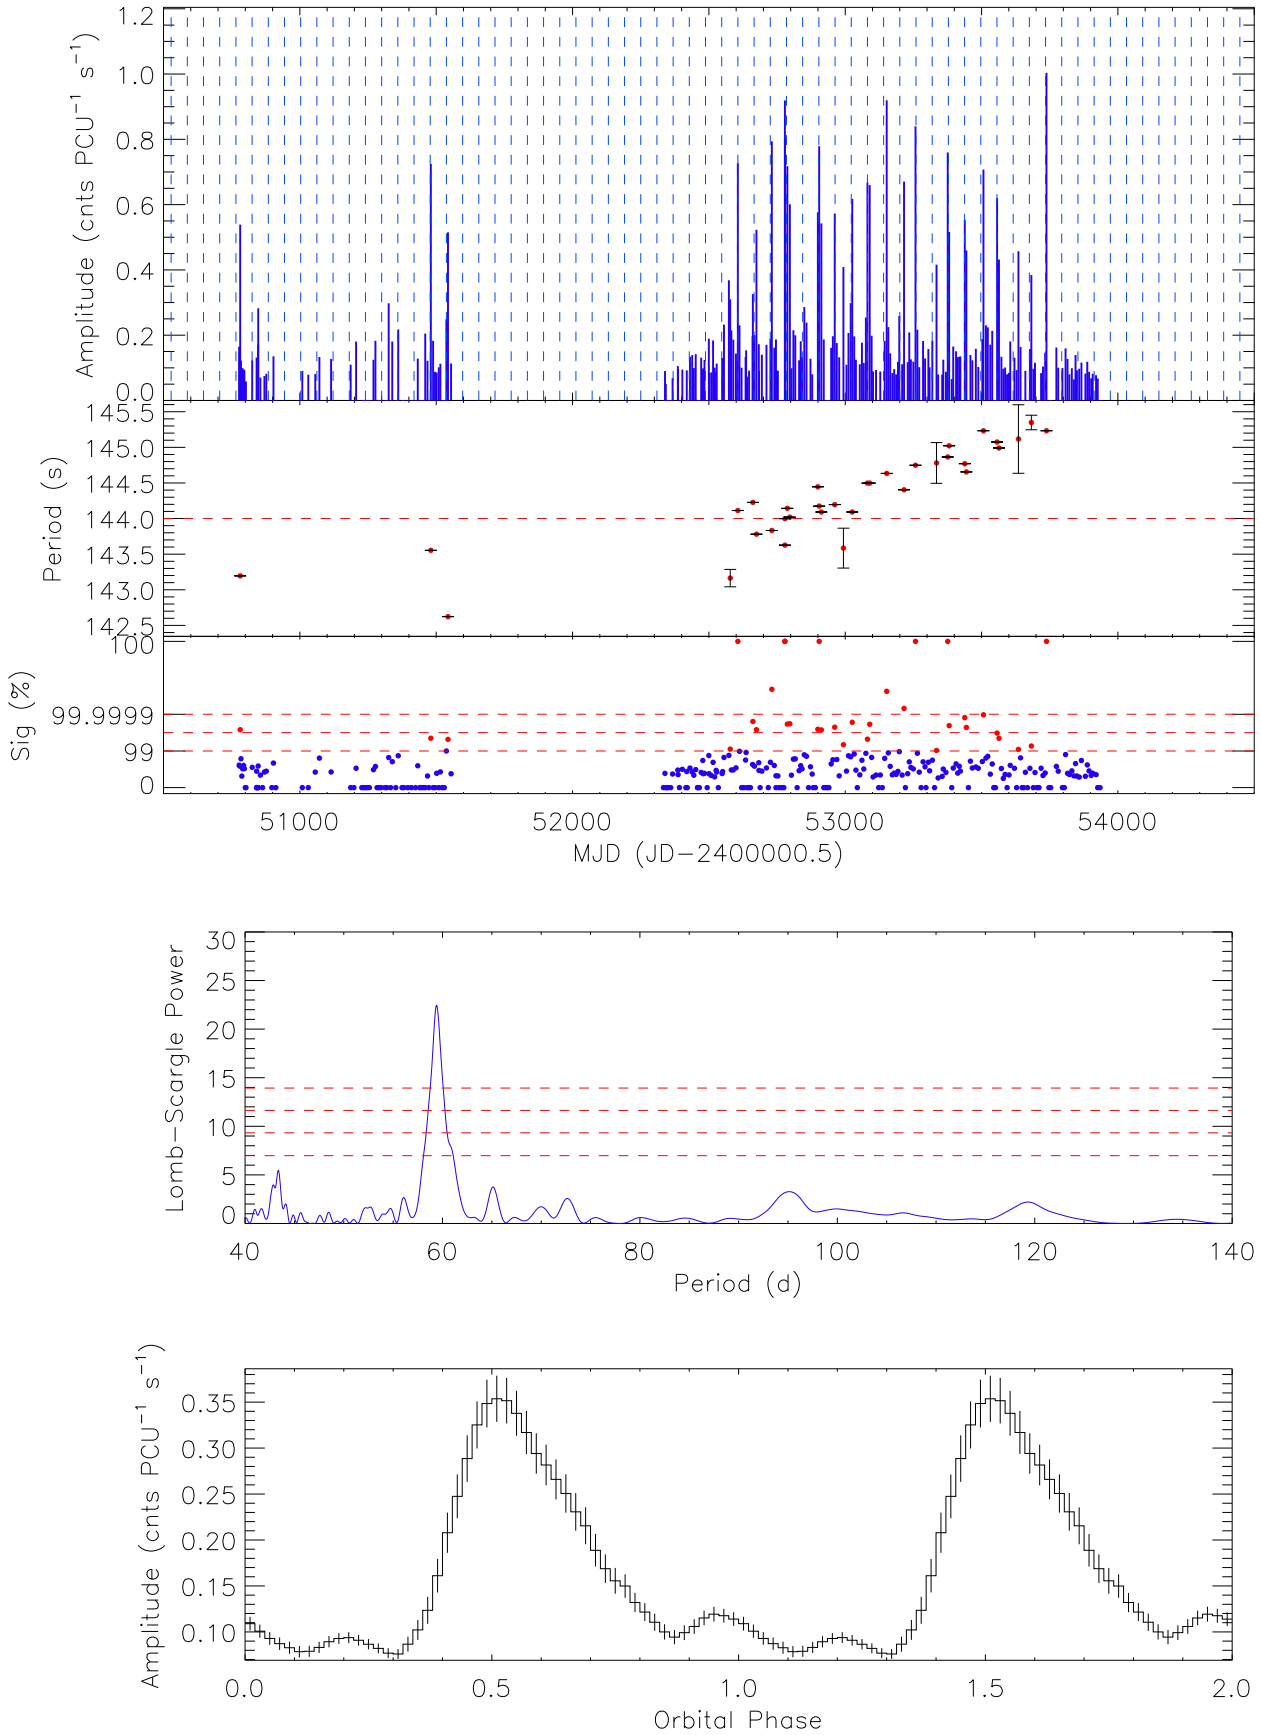 1.2
1.0
0.8
0.6
0.4
0.2
0.0
Amplitude (cnts PCU⁻¹ s⁻¹)
145.5
145.0
144.5
144.0
143.5
143.0
142.5
Period (s)
100
99.9999
99
0
Sig (%)
51000 52000 53000 54000
MJD (JD-2400000.5)
30
25
20
15
10
5
0
Lomb-Scargle Power
40 60 80 100 120 140
Period (d)
0.35
0.30
0.25
0.20
0.15
0.10
Amplitude (cnts PCU⁻¹ s⁻¹)
0.0 0.5 1.0 1.5 2.0
Orbital Phase